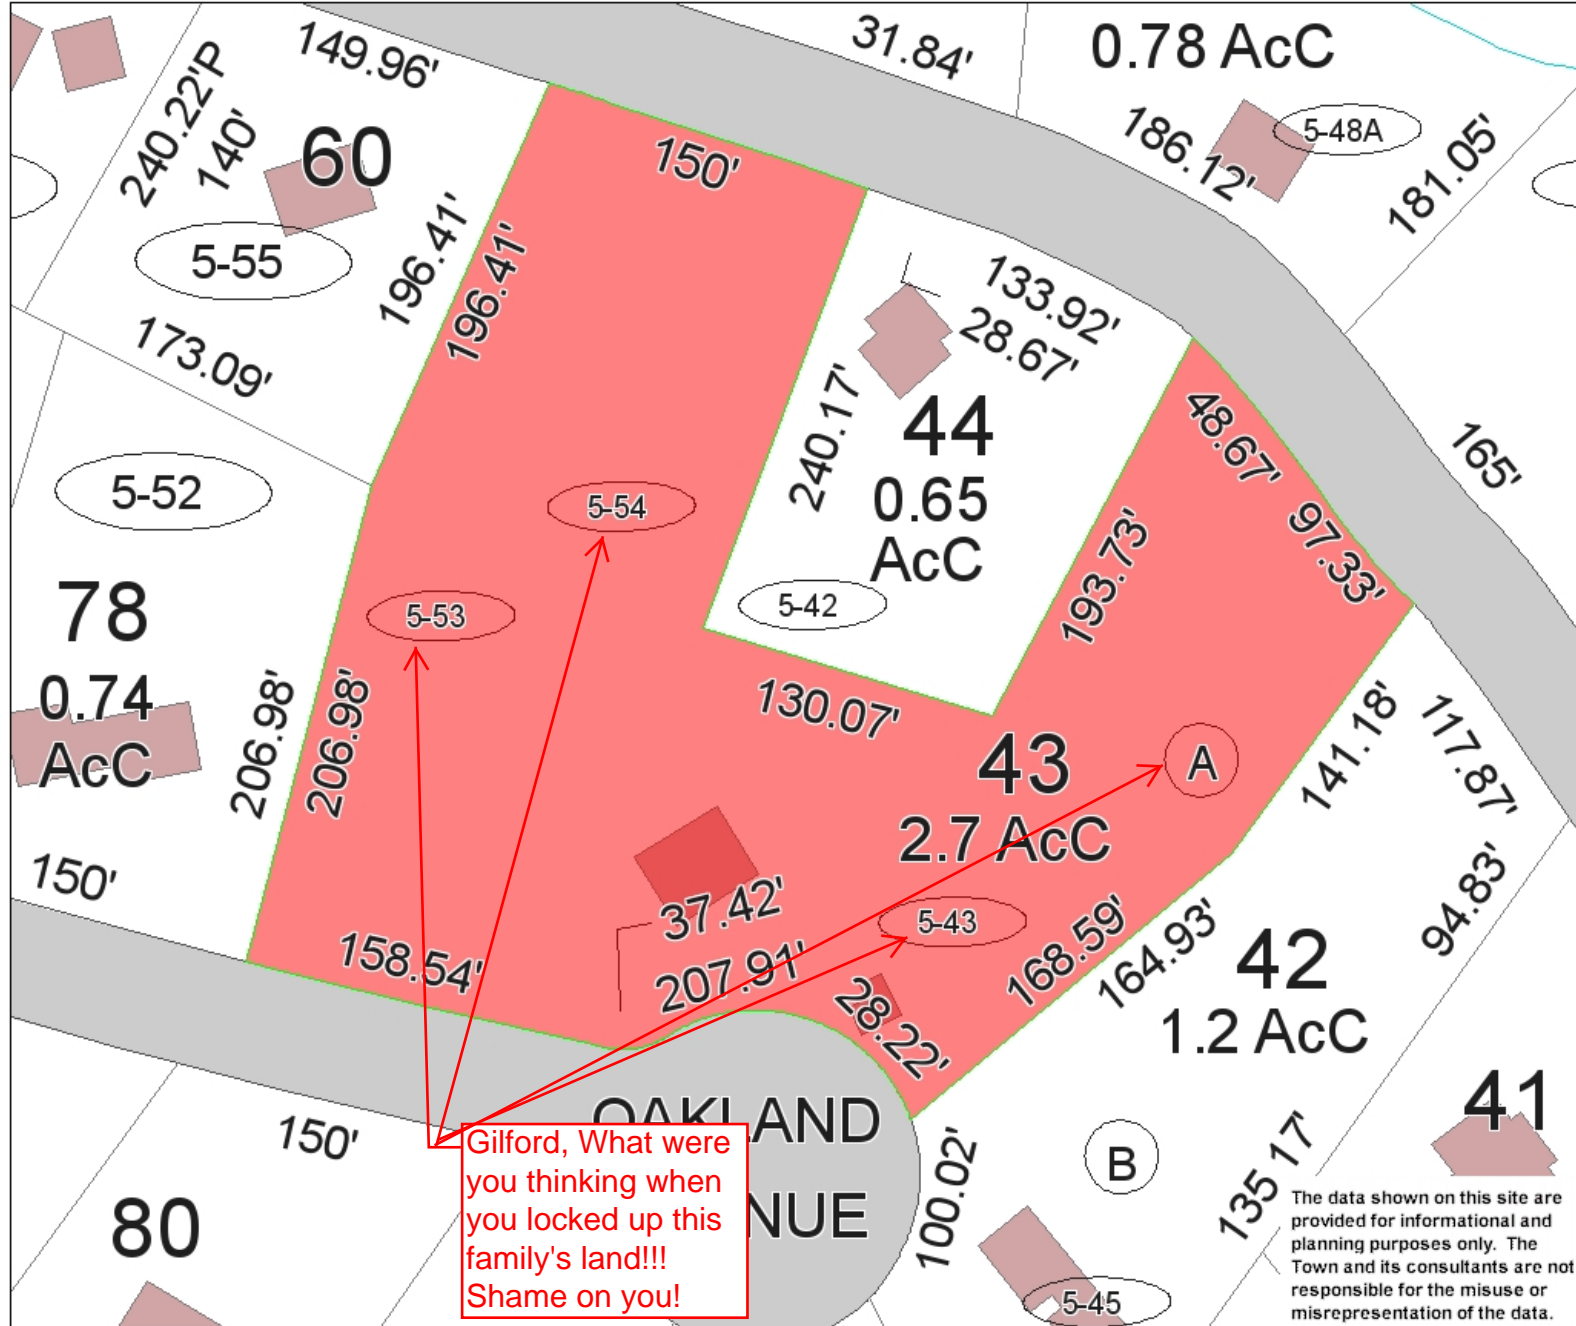 149.96'
31.84'
0.78 AcC
240.22'P
140'
60
150'
186.12'
5-48A
181.05'
5-55
196.41'
196.41'
133.92'
28.67'
173.09'
240.17'
44
0.65
AcC
48.67'
165'
5-52
5-54
97.33'
193.73'
5-42
5-53
78
0.74
AcC
206.98'
206.98'
130.07'
43
2.7 AcC
A
141.18'
117.87'
150'
37.42'
5-43
94.83'
158.54'
207.91'
28.22'
168.59'
164.93'
42
1.2 AcC
OAKLAND
NUE
150'
Gilford, What were
you thinking when
you locked up this
family's land!!!
Shame on you!
80
100.02'
B
135.17'
41
5-45
The data shown on this site are
provided for informational and
planning purposes only. The
Town and its consultants are not
responsible for the misuse or
misrepresentation of the data.